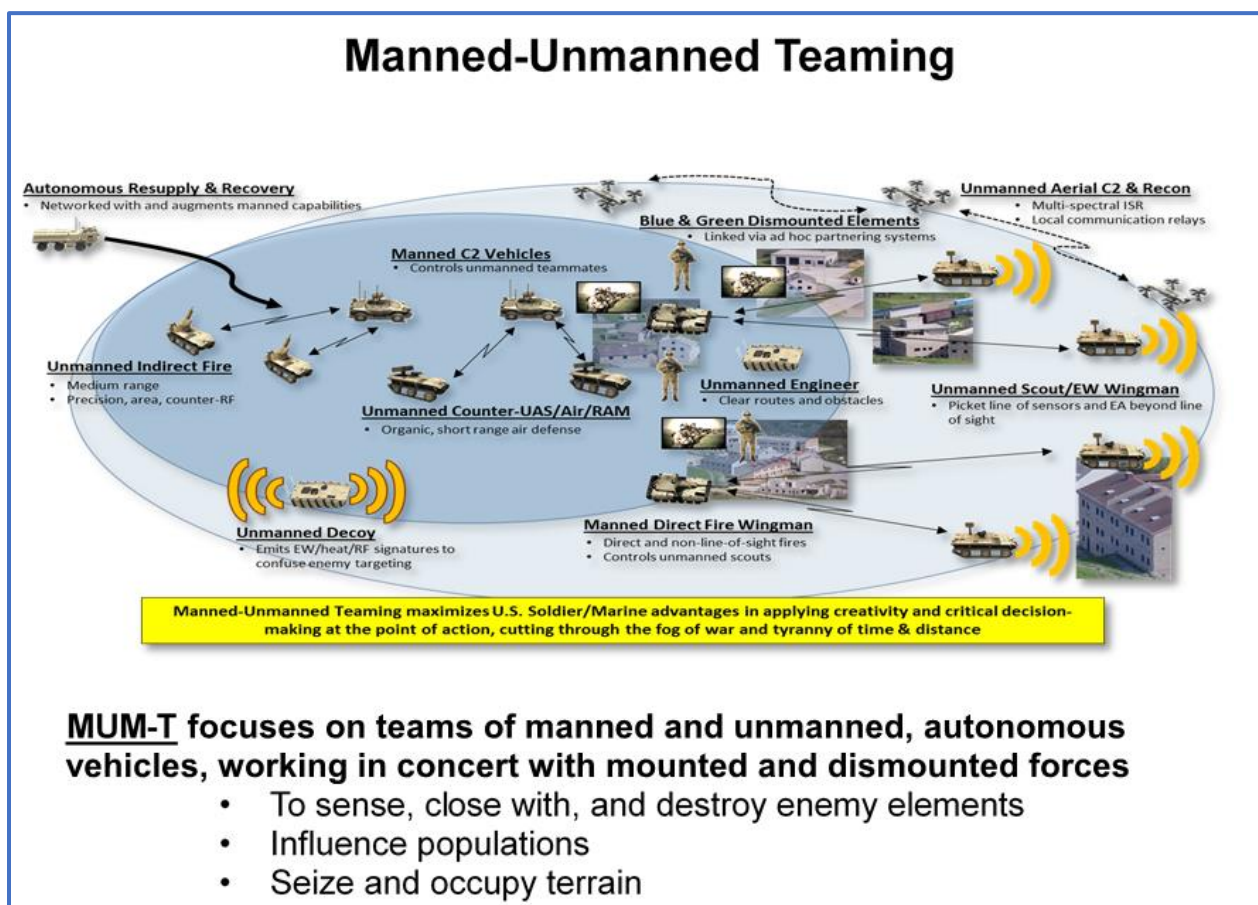 Manned-Unmanned Teaming
Autonomous Resupply & Recovery
• Networked with and augments manned capabilities
Unmanned Aerial C2 & Recon
• Multi-spectral ISR
• Local communication relays
Blue & Green Dismounted Elements
• Linked via ad hoc partnering systems
Manned C2 Vehicles
• Controls unmanned teammates
Unmanned Indirect Fire
• Medium range
• Precision, area, counter-RF
Unmanned Counter-UAS/Air/RAM
• Organic, short range air defense
Unmanned Engineer
• Clear routes and obstacles
Unmanned Scout/EW Wingman
• Picket line of sensors and EA beyond line
of sight
Unmanned Decoy
• Emits EW/heat/RF signatures to
confuse enemy targeting
Manned Direct Fire Wingman
• Direct and non-line-of-sight fires
• Controls unmanned scouts
Manned-Unmanned Teaming maximizes U.S. Soldier/Marine advantages in applying creativity and critical decision-
making at the point of action, cutting through the fog of war and tyranny of time & distance
MUM-T focuses on teams of manned and unmanned, autonomous
vehicles, working in concert with mounted and dismounted forces
• To sense, close with, and destroy enemy elements
• Influence populations
• Seize and occupy terrain